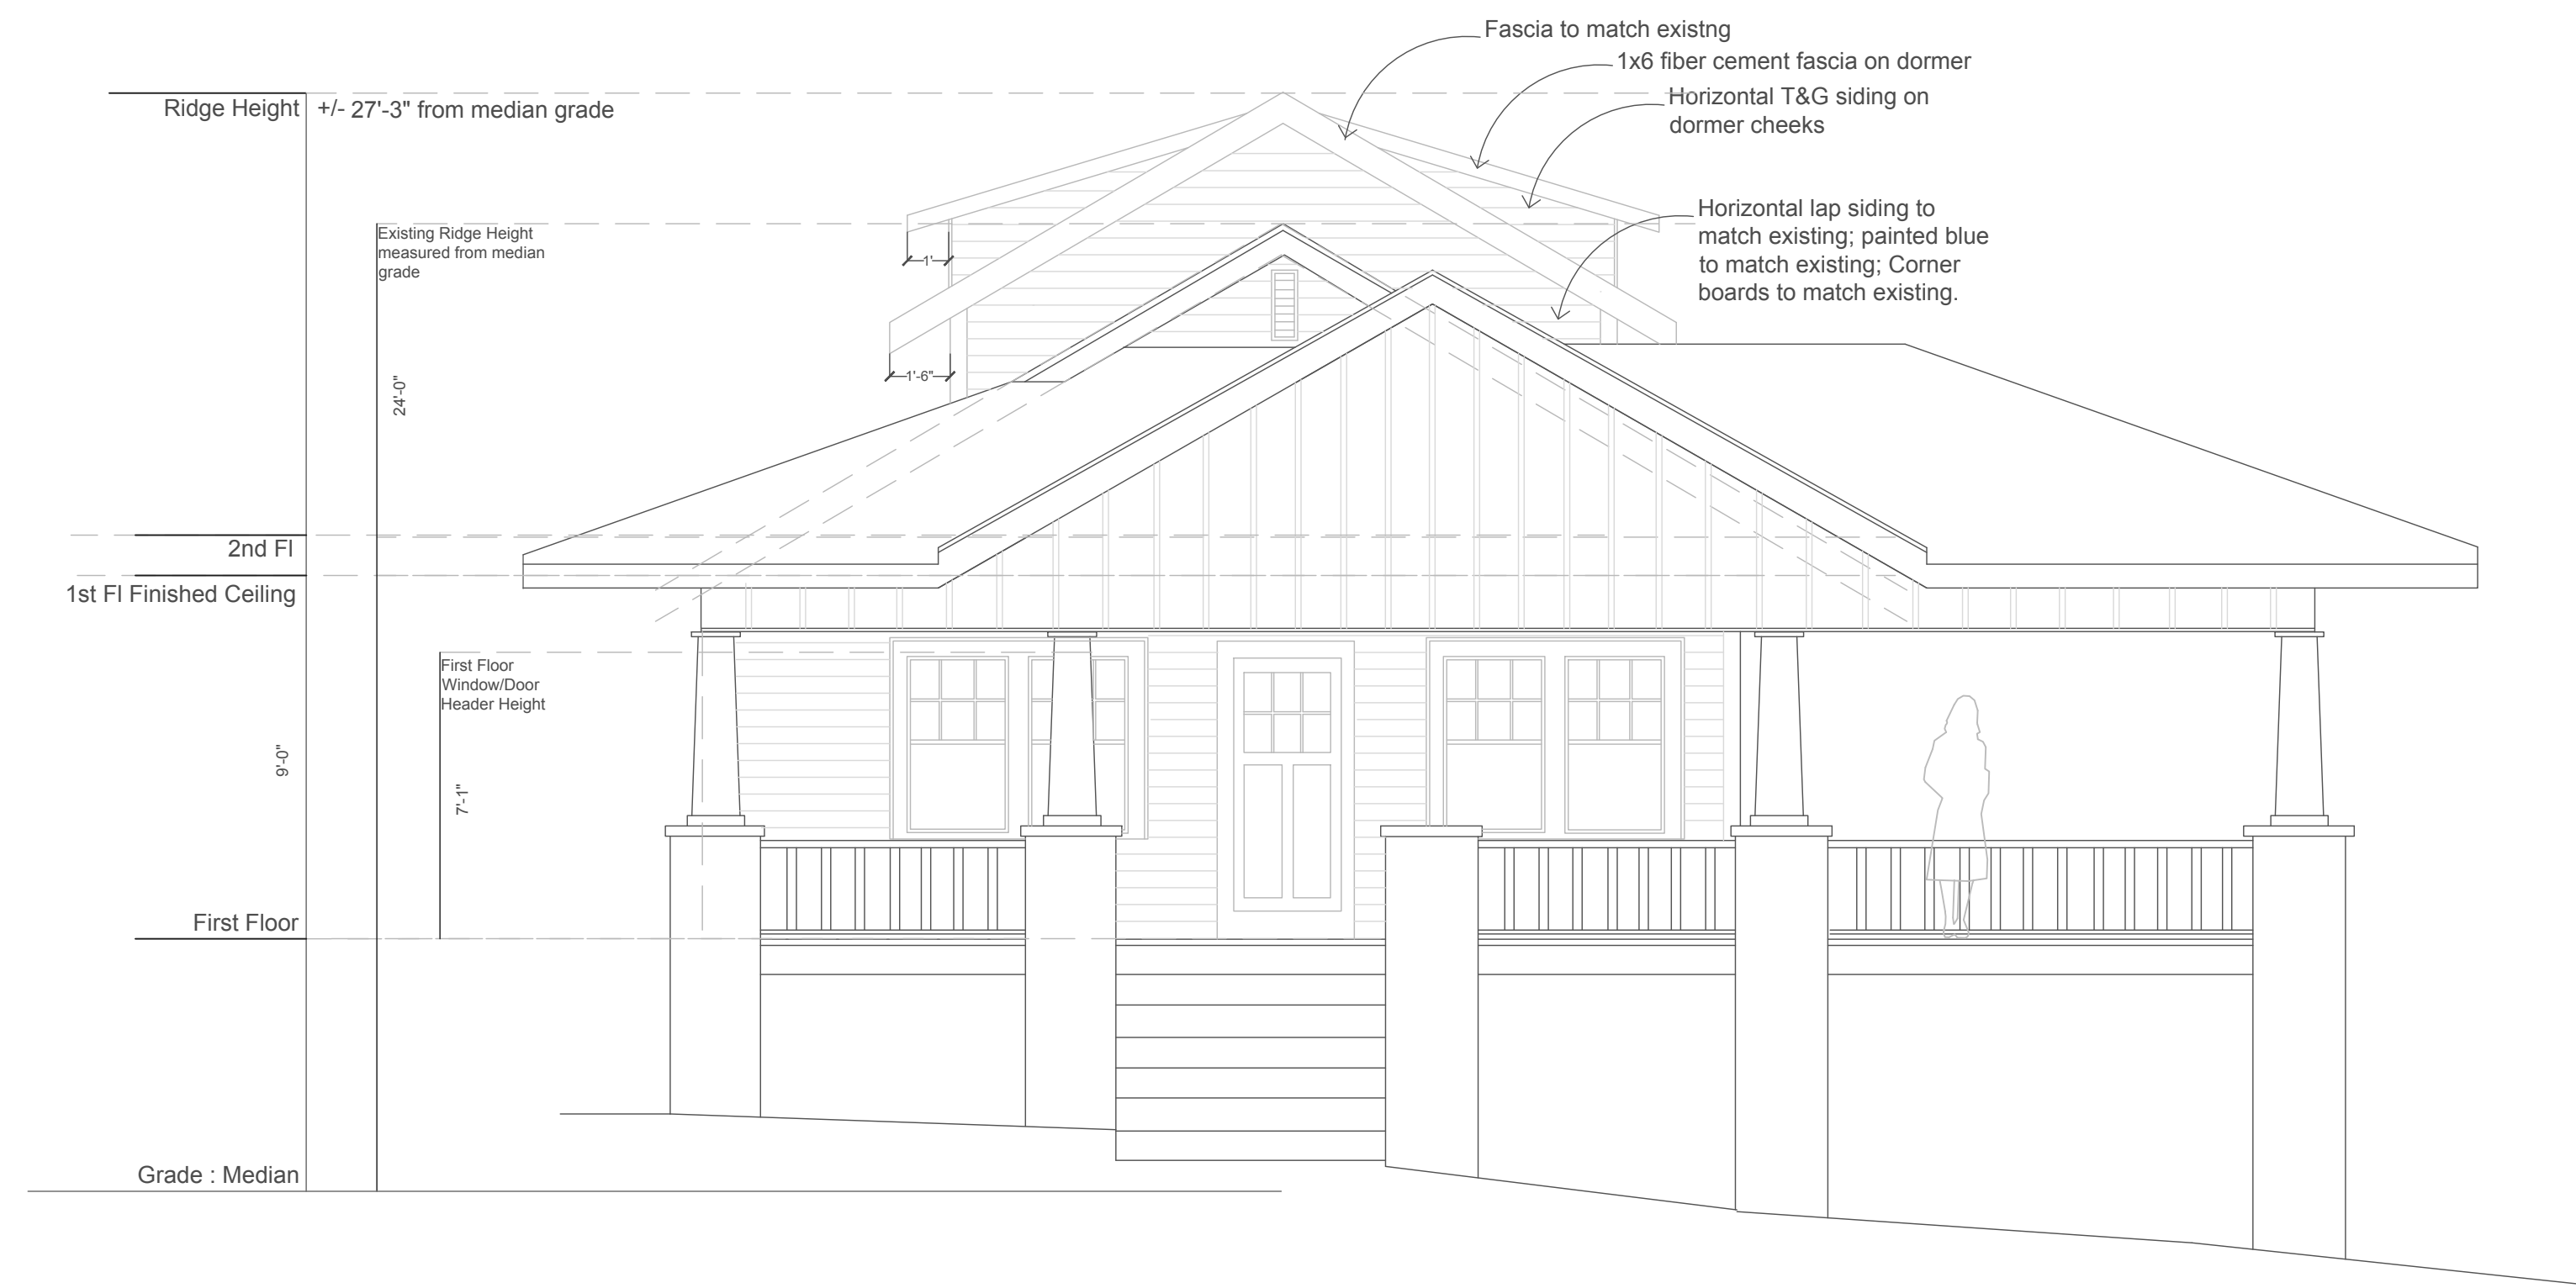 Fascia to match existng
1x6 fiber cement fascia on dormer
Ridge Height
+/- 27'-3" from median grade
Horizontal T&G siding on
dormer cheeks
Horizontal lap siding to
match existing; painted blue
to match existing; Corner
boards to match existing.
Existing Ridge Height
measured from median
grade
1'
1'-6"
24'-0"
2nd Fl
1st Fl Finished Ceiling
First Floor
Window/Door
Header Height
9'-0"
7'-1"
First Floor
Grade : Median